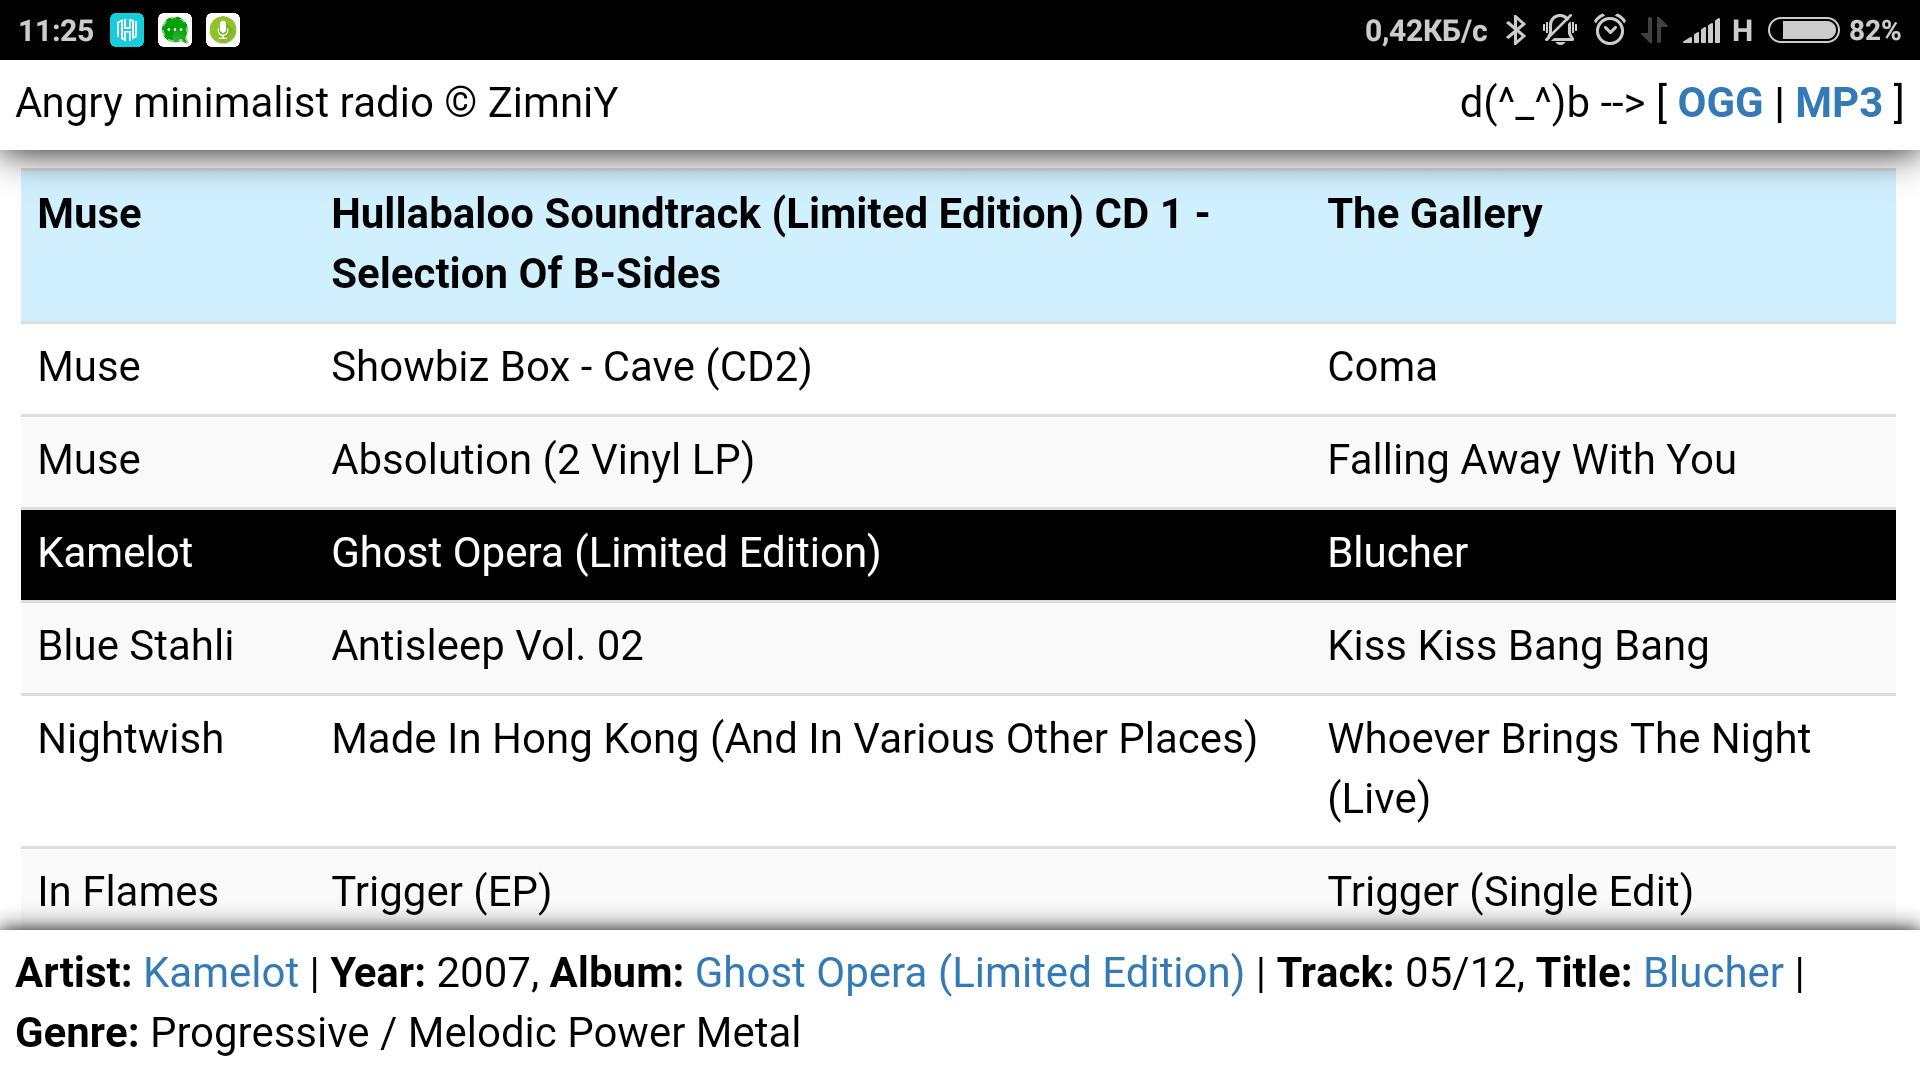 11:25 0,42КБ/с H 82%
Angry minimalist radio © ZimniY d(^_^)b --> [ OGG | MP3 ]
Muse Hullabaloo Soundtrack (Limited Edition) CD 1 - The Gallery
Selection Of B-Sides
Muse Showbiz Box - Cave (CD2) Coma
Muse Absolution (2 Vinyl LP) Falling Away With You
Kamelot Ghost Opera (Limited Edition) Blucher
Blue Stahli Antisleep Vol. 02 Kiss Kiss Bang Bang
Nightwish Made In Hong Kong (And In Various Other Places) Whoever Brings The Night
(Live)
In Flames Trigger (EP) Trigger (Single Edit)
Artist: Kamelot | Year: 2007, Album: Ghost Opera (Limited Edition) | Track: 05/12, Title: Blucher |
Genre: Progressive / Melodic Power Metal